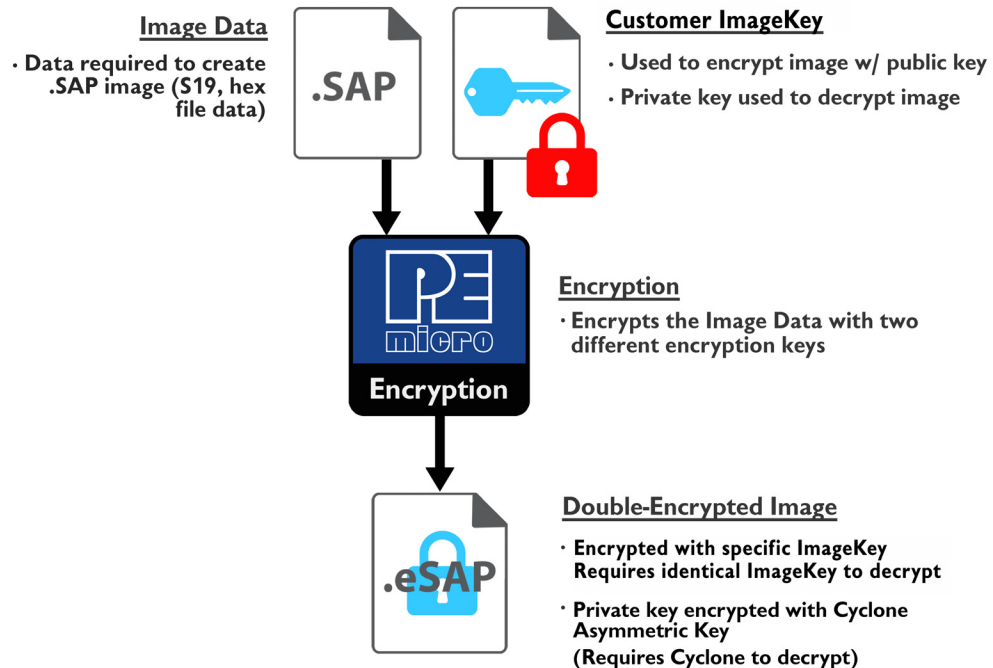 Image Data
· Data required to create
.SAP image (S19, hex
file data)
.SAP
Customer ImageKey
· Used to encrypt image w/ public key
· Private key used to decrypt image
PE
micro
Encryption
Encryption
· Encrypts the Image Data with two
different encryption keys
.eSAP
Double-Encrypted Image
· Encrypted with specific ImageKey
Requires identical ImageKey to decrypt
· Private key encrypted with Cyclone
Asymmetric Key
(Requires Cyclone to decrypt)